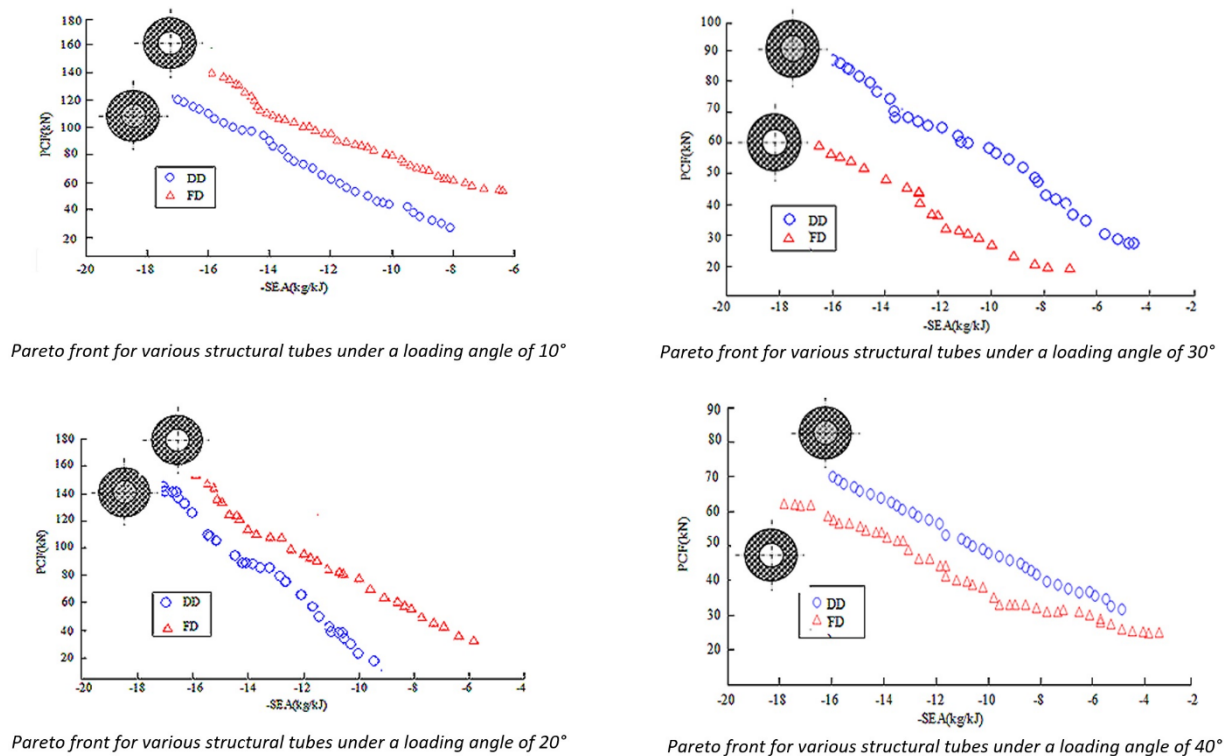 180
160
140
120
100
80
60
40
20
PCF(kN)
DD
FD
-20 -18 -16 -14 -12 -10 -8 -6
-SEA(kg/kJ)
Pareto front for various structural tubes under a loading angle of 10°
100
90
80
70
60
50
40
30
20
PCF(kN)
DD
FD
-20 -18 -16 -14 -12 -10 -8 -6 -4 -2
-SEA(kg/kJ)
Pareto front for various structural tubes under a loading angle of 30°
180
160
140
120
100
80
60
40
20
PCF(kN)
DD
FD
-20 -18 -16 -14 -12 -10 -8 -6 -4
-SEA(kg/kJ)
Pareto front for various structural tubes under a loading angle of 20°
90
80
70
60
50
40
30
20
10
PCF(kN)
DD
FD
-20 -18 -16 -14 -12 -10 -8 -6 -4 -2
-SEA(kg/kJ)
Pareto front for various structural tubes under a loading angle of 40°